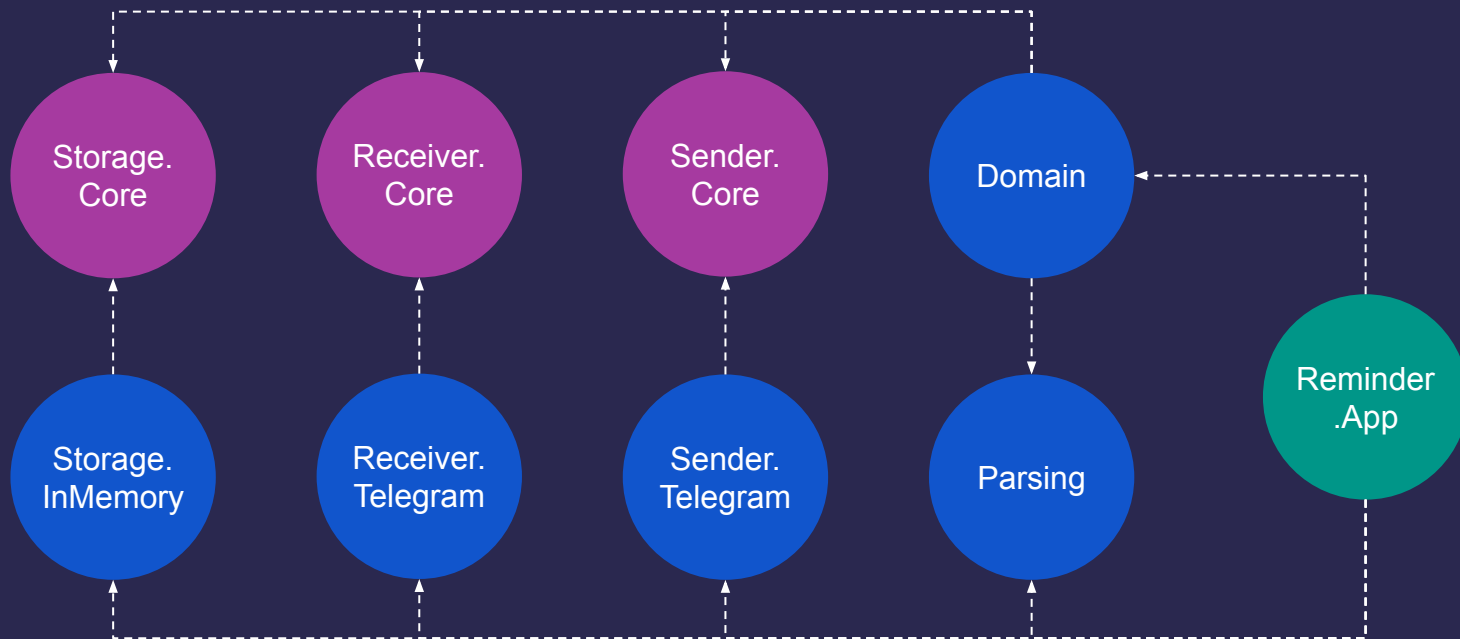 Storage.
Core
Receiver.
Core
Sender.
Core
Domain
Reminder
.App
Storage.
InMemory
Receiver.
Telegram
Sender.
Telegram
Parsing